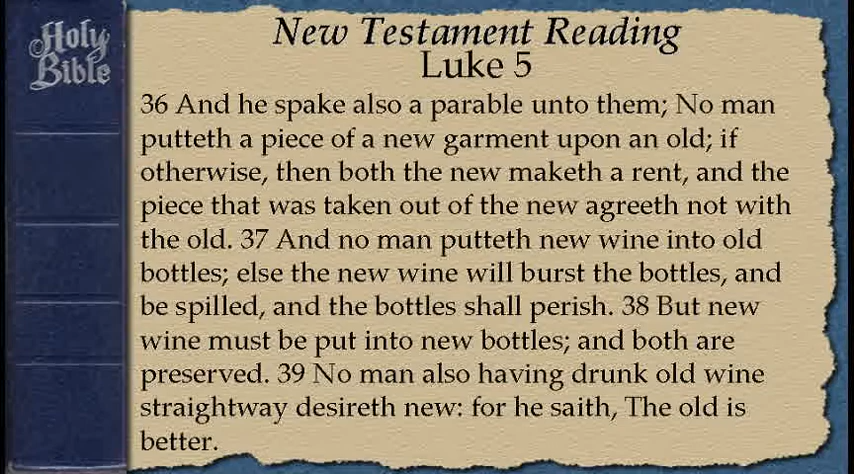 Holy
Bible
New Testament Reading
Luke 5
36 And he spake also a parable unto them; No man
putteth a piece of a new garment upon an old; if
otherwise, then both the new maketh a rent, and the
piece that was taken out of the new agreeth not with
the old. 37 And no man putteth new wine into old
bottles; else the new wine will burst the bottles, and
be spilled, and the bottles shall perish. 38 But new
wine must be put into new bottles; and both are
preserved. 39 No man also having drunk old wine
straightway desireth new: for he saith, The old is
better.